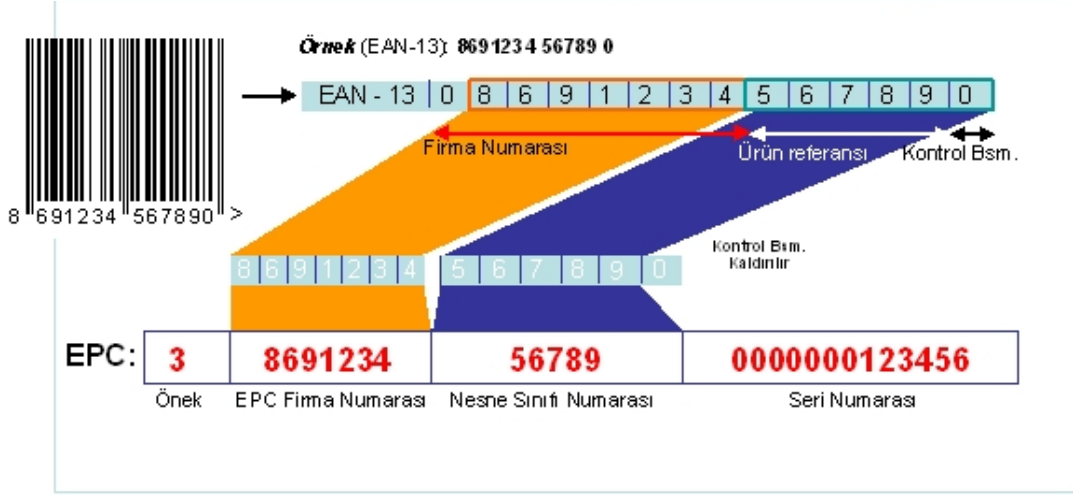 Örnek (EAN-13): 8691234 56789 0
EAN - 13 0 8 6 9 1 2 3 4 5 6 7 8 9 0
Firma Numarası Ürün referansı Kontrol Bsm.
8 691234 567890 >
Kontrol Bsm.
Kaldırılır
8 6 9 1 2 3 4 5 6 7 8 9 0
EPC: 3 8691234 56789 0000000123456
Önek EPC Firma Numarası Nesne Sınıfı Numarası Seri Numarası